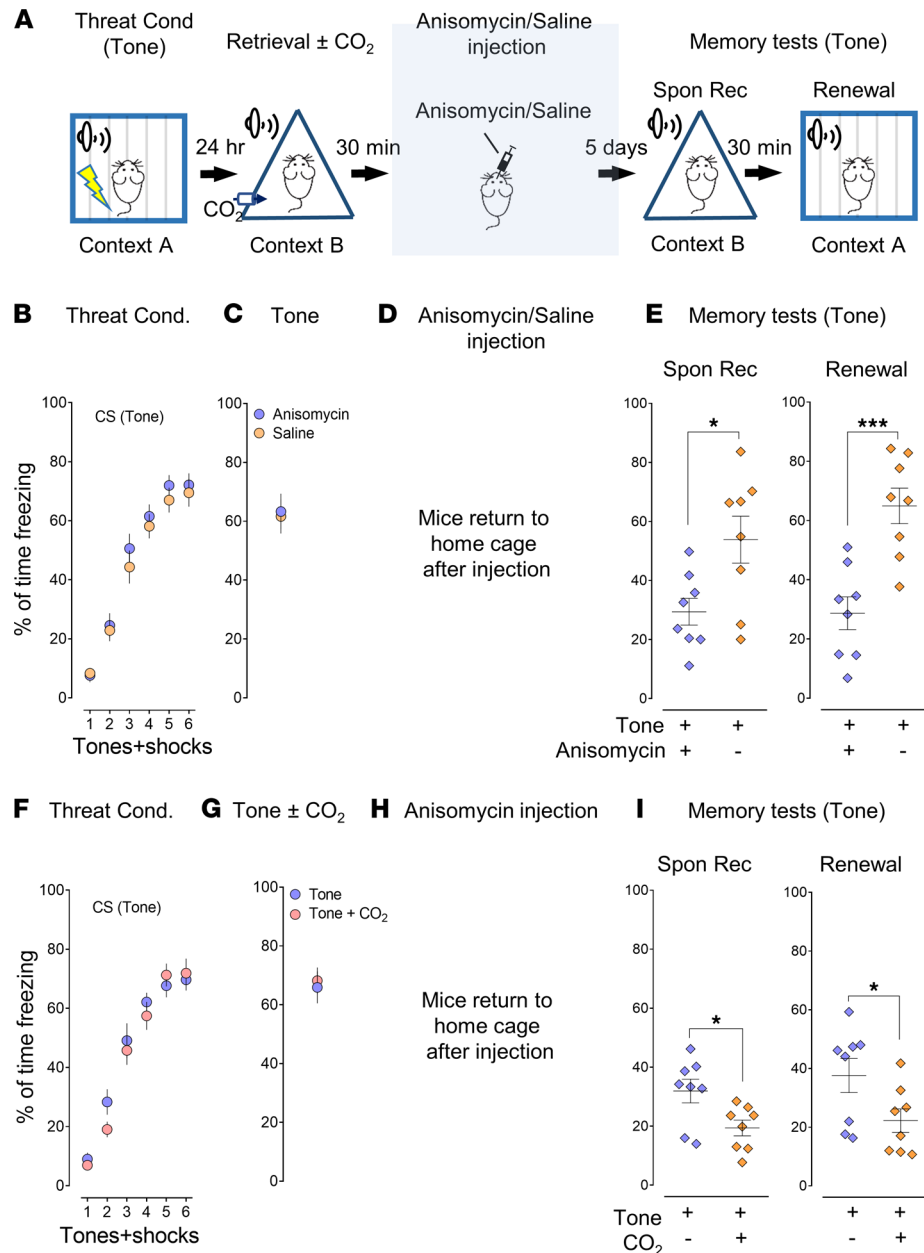 A
Threat Cond
(Tone)
Retrieval ± CO2
Anisomycin/Saline
injection
Memory tests (Tone)
Anisomycin/Saline
Spon Rec
Renewal
24 hr
30 min
5 days
30 min
CO2
Context A
Context B
Context B
Context A
B Threat Cond.
C Tone
D Anisomycin/Saline
injection
E Memory tests (Tone)
Spon Rec
Renewal
% of time freezing
100
80
60
40
20
0
CS (Tone)
1 2 3 4 5 6
Tones+shocks
100
80
60
40
20
0
Anisomycin
Saline
Mice return to
home cage
after injection
100
80
60
40
20
0
*
100
80
60
40
20
0
***
Tone + + + +
Anisomycin + - + -
F Threat Cond.
G Tone ± CO2
H Anisomycin injection
I Memory tests (Tone)
Spon Rec
Renewal
% of time freezing
100
80
60
40
20
0
CS (Tone)
1 2 3 4 5 6
Tones+shocks
100
80
60
40
20
0
Tone
Tone + CO2
Mice return to
home cage
after injection
100
80
60
40
20
0
*
100
80
60
40
20
0
*
Tone + + + +
CO2 - + - +